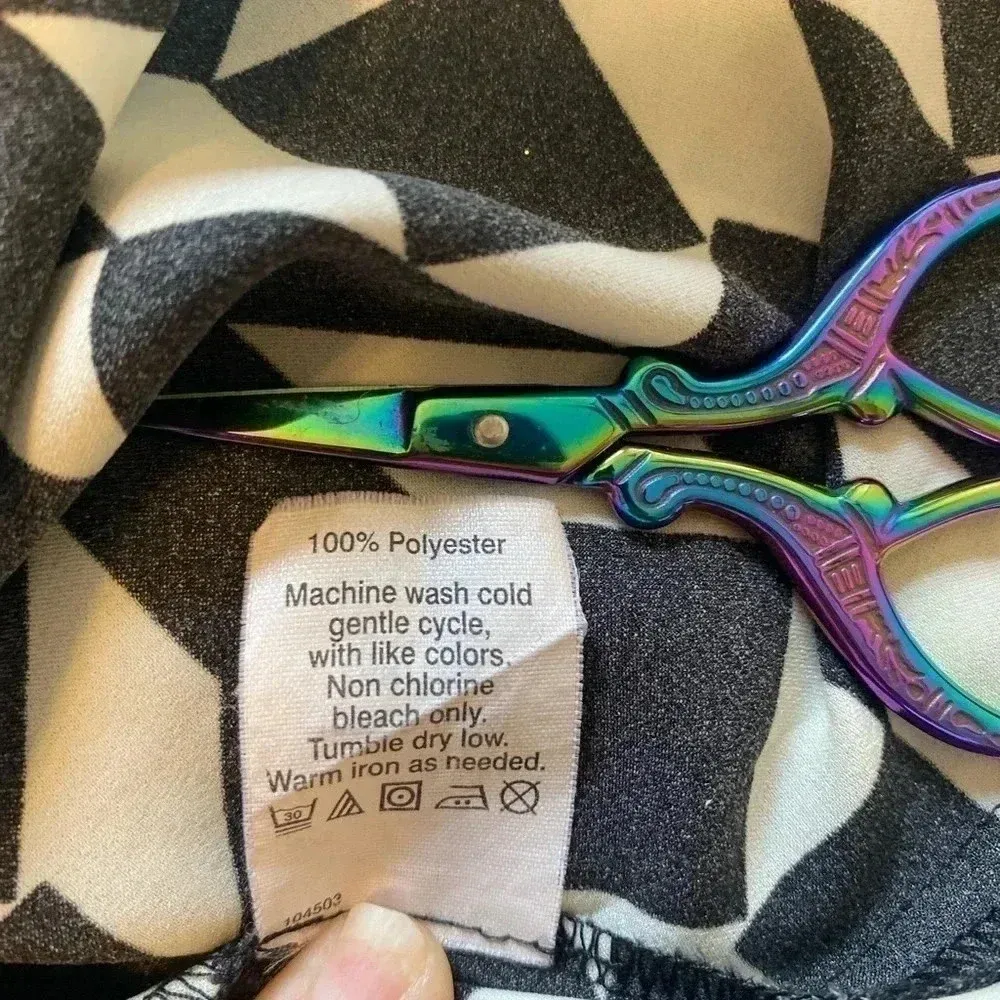 100% Polyester
Machine wash cold
gentle cycle,
with like colors.
Non chlorine
bleach only.
Tumble dry low.
Warm iron as needed.
30
104503